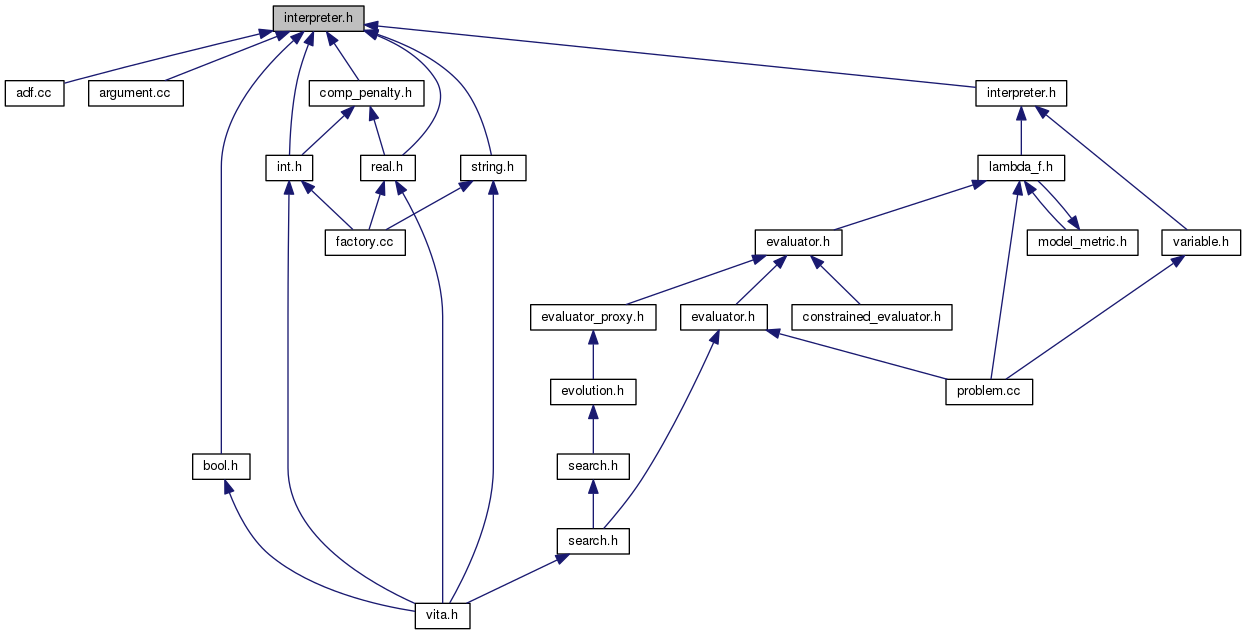 interpreter.h
adf.cc
argument.cc
comp_penalty.h
interpreter.h
int.h
real.h
string.h
lambda_f.h
factory.cc
evaluator.h
model_metric.h
variable.h
evaluator_proxy.h
evaluator.h
constrained_evaluator.h
evolution.h
problem.cc
bool.h
search.h
search.h
vita.h